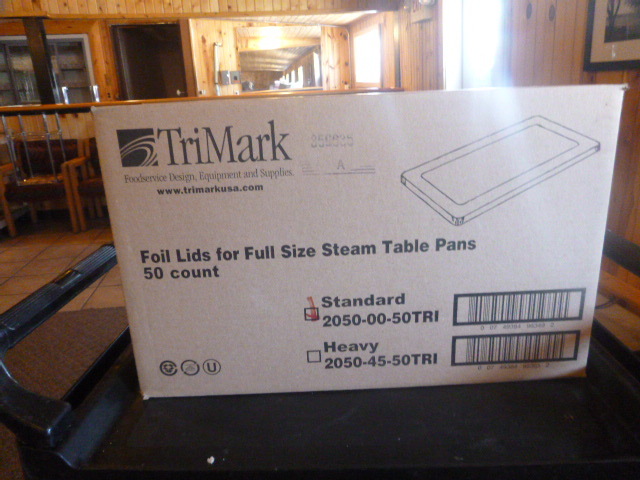 TriMark
Foodservice Design, Equipment and Supplies.
www.trimarkusa.com
A
Foil Lids for Full Size Steam Table Pans
50 count
Standard
2050-00-50TRI
Heavy
2050-45-50TRI
U